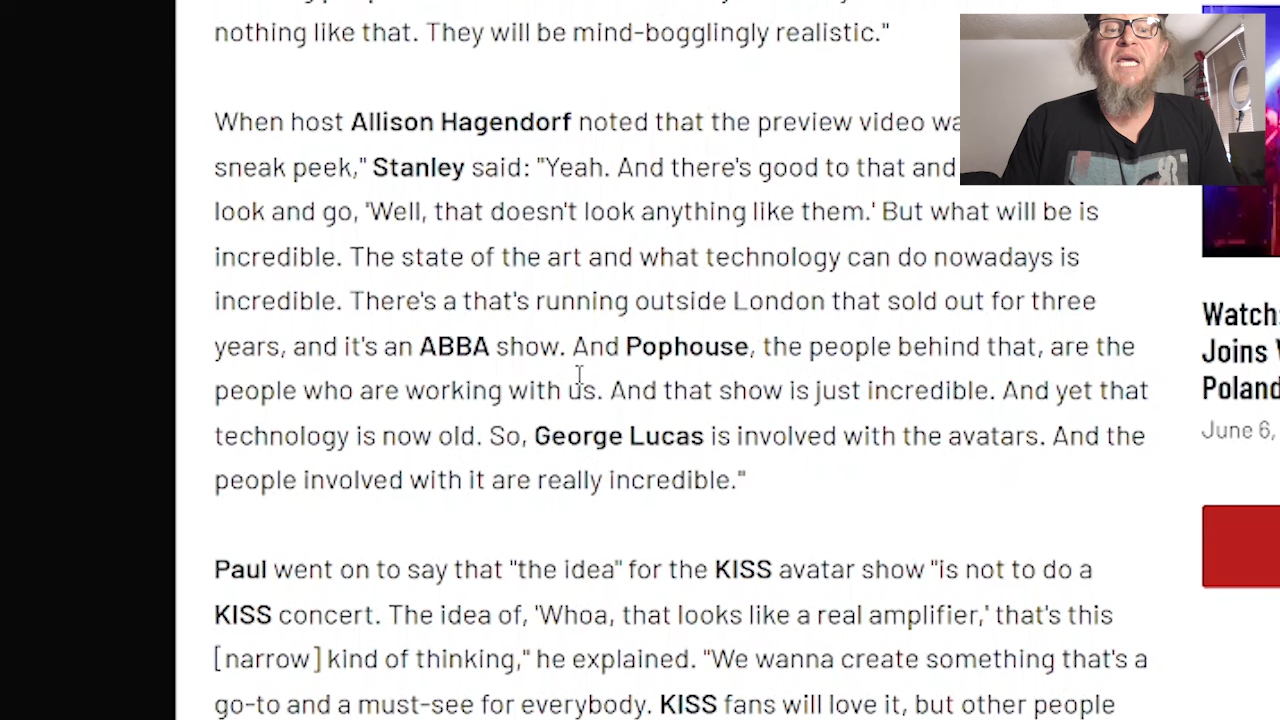 nothing like that. They will be mind-bogglingly realistic."
When host Allison Hagendorf noted that the preview video
sneak peek," Stanley said: "Yeah. And there's good to that and
look and go, 'Well, that doesn't look anything like them.' But what will be is
incredible. The state of the art and what technology can do nowadays is
incredible. There's a that's running outside London that sold out for three
years, and it's an ABBA show. And Pophouse, the people behind that, are the
people who are working with us. And that show is just incredible. And yet that
technology is now old. So, George Lucas is involved with the avatars. And the
people involved with it are really incredible."
Paul went on to say that "the idea" for the KISS avatar show "is not to do a
KISS concert. The idea of, 'Whoa, that looks like a real amplifier,' that's this
[narrow] kind of thinking," he explained. "We wanna create something that's a
go-to and a must-see for everybody. KISS fans will love it, but other people
Watch:
Joins
Poland
June 6,